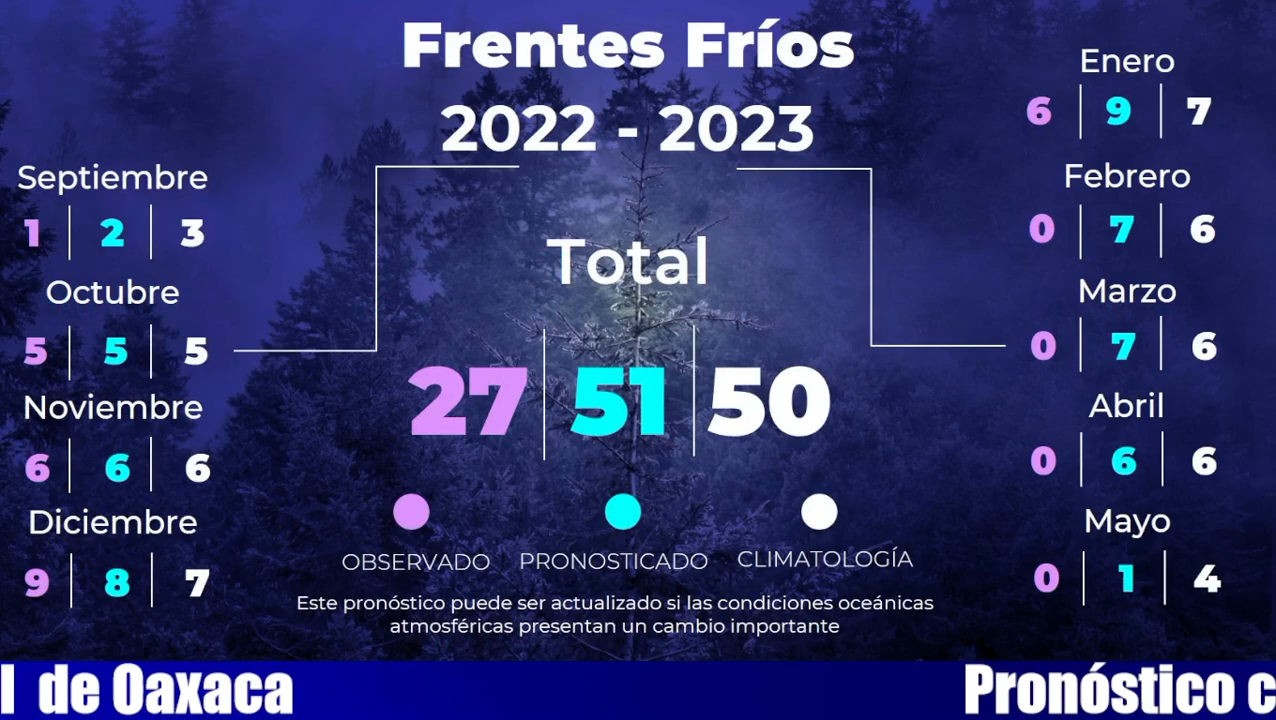 Frentes Fríos
2022 - 2023
Septiembre
1 2 3
Octubre
5 5 5
Noviembre
6 6 6
Diciembre
9 8 7
Total
27 51 50
OBSERVADO PRONOSTICADO CLIMATOLOGÍA
Este pronóstico puede ser actualizado si las condiciones oceánicas
atmosféricas presentan un cambio importante
Enero
6 9 7
Febrero
0 7 6
Marzo
0 7 6
Abril
0 6 6
Mayo
0 1 4
l de Oaxaca Pronóstico c